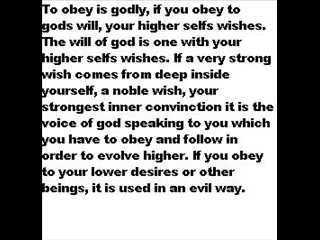 To obey is godly, if you obey to
gods will, your higher selfs wishes.
The will of god is one with your
higher selfs wishes. If a very strong
wish comes from deep inside
yourself, a noble wish, your
strongest inner conviction it is the
voice of god speaking to you which
you have to obey and follow in
order to evolve higher. If you obey
to your lower desires or other
beings, it is used in an evil way.